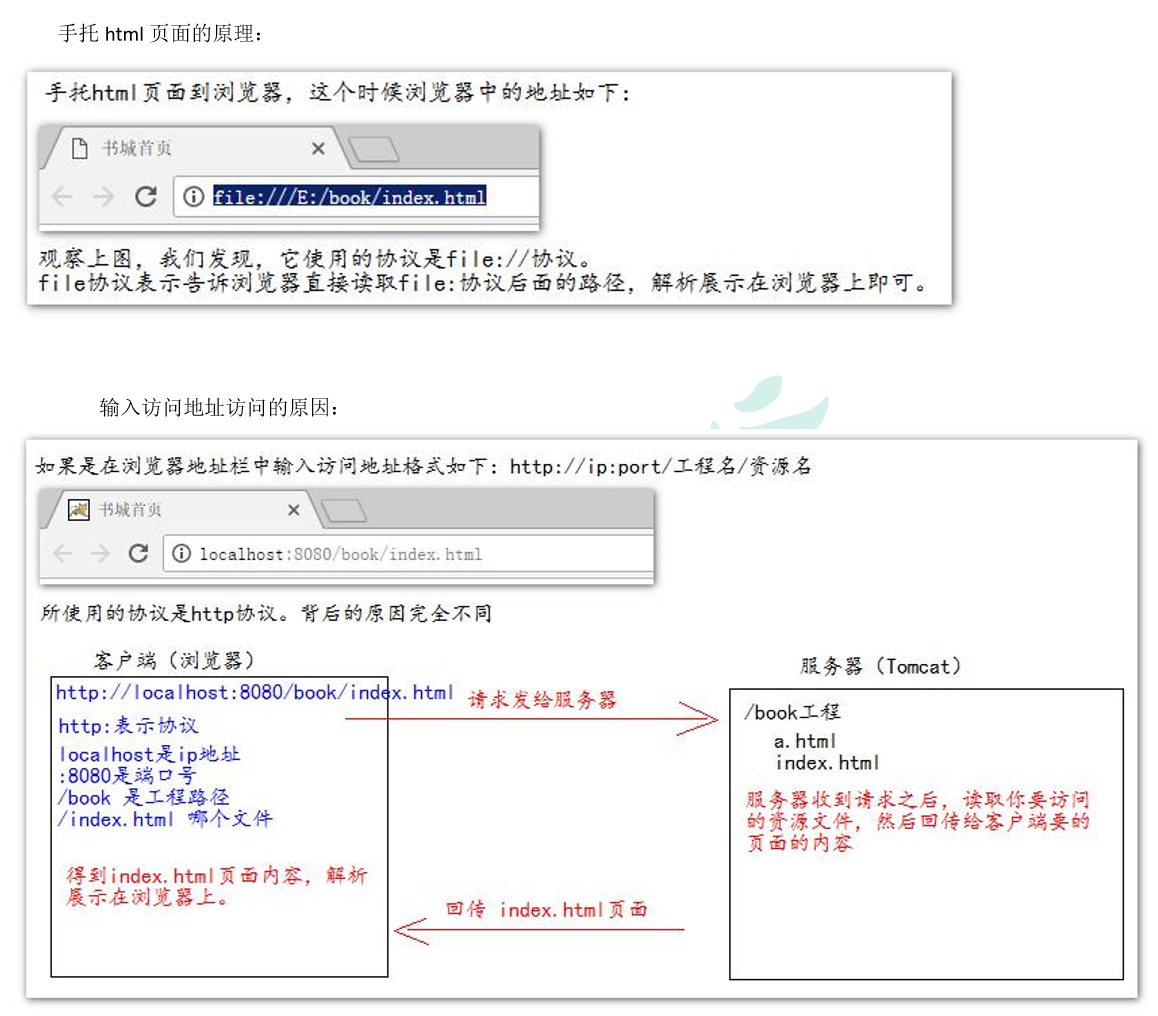 手托 html 页面的原理：
手托html页面到浏览器，这个时候浏览器中的地址如下：
书城首页
file:///E:/book/index.html
观察上图，我们发现，它使用的协议是file://协议。
file协议表示告诉浏览器直接读取file:协议后面的路径，解析展示在浏览器上即可。
输入访问地址访问的原因：
如果是在浏览器地址栏中输入访问地址格式如下：http://ip:port/工程名/资源名
书城首页
localhost:8080/book/index.html
所使用的协议是http协议。背后的原因完全不同
客户端（浏览器）
http://localhost:8080/book/index.html
http:表示协议
localhost是ip地址
:8080是端口号
/book 是工程路径
/index.html 哪个文件
得到index.html页面内容，解析
展示在浏览器上。
请求发给服务器
回传 index.html页面
服务器（Tomcat）
/book工程
a.html
index.html
服务器收到请求之后，读取你要访问
的资源文件，然后回传给客户端要的
页面的内容